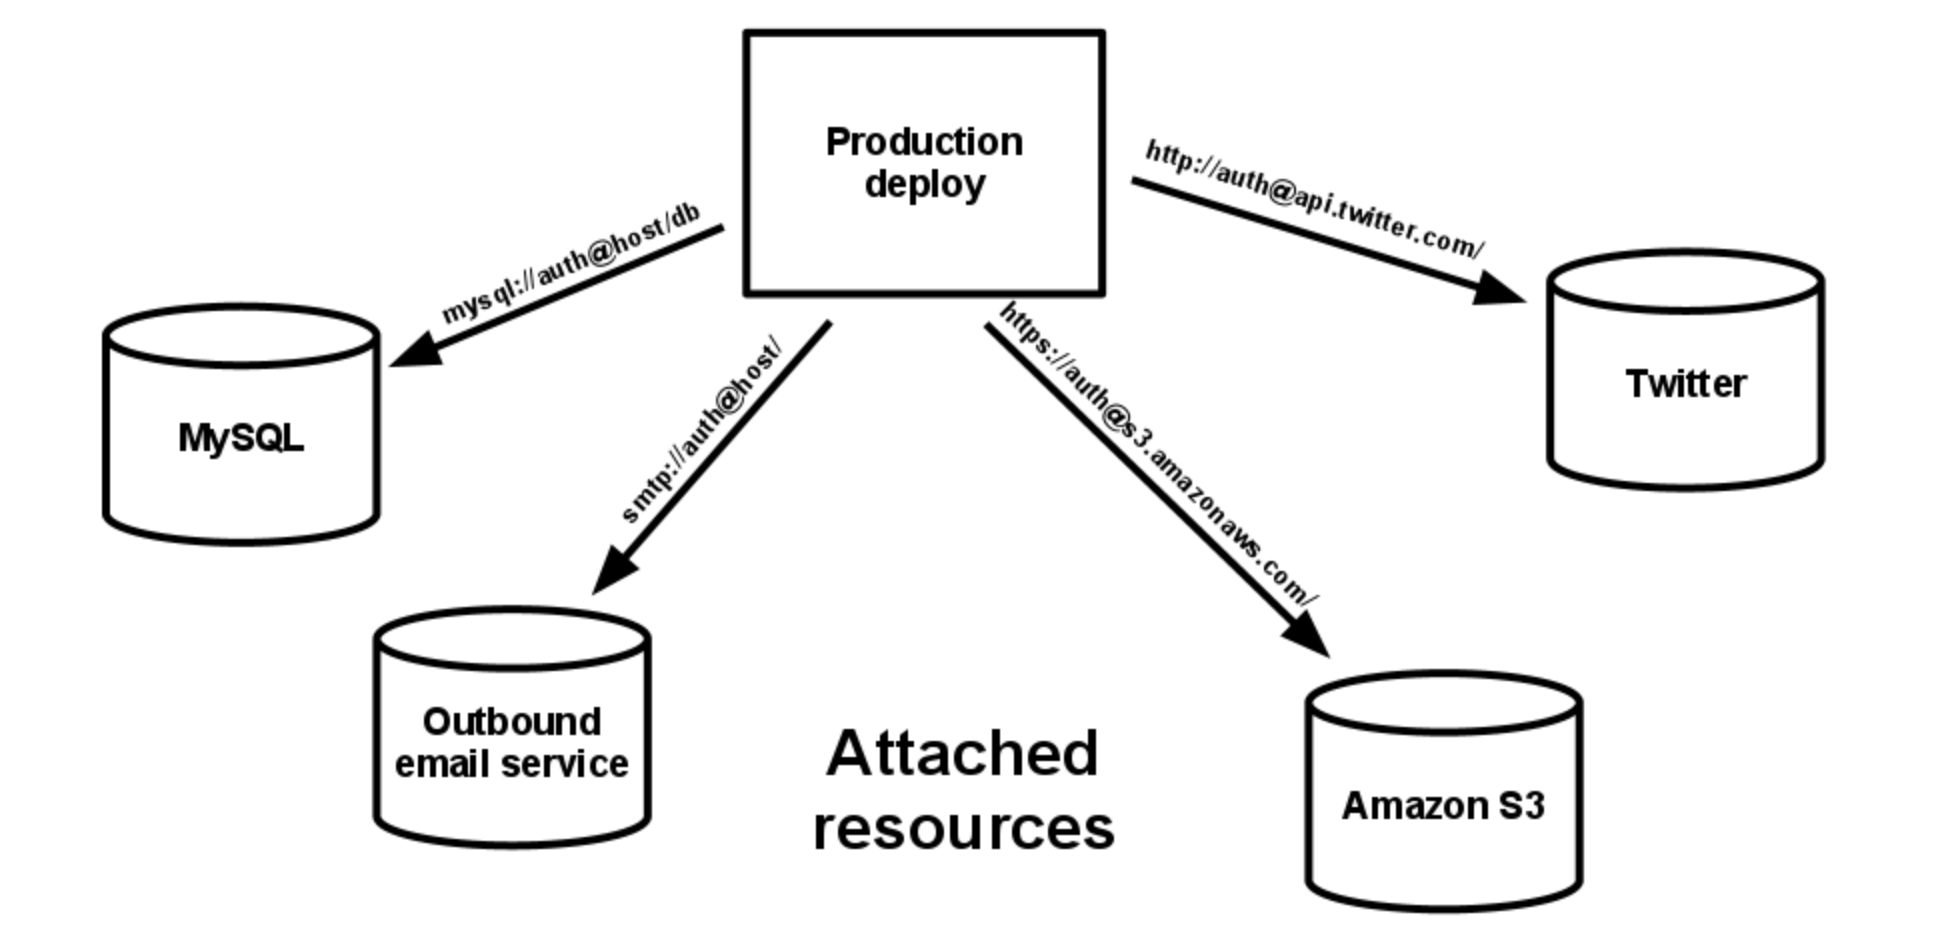 Production
deploy
mysql://auth@host/db
http://auth@api.twitter.com/
smtp://auth@host/
https://auth@s3.amazonaws.com/
MySQL
Twitter
Outbound
email service
Attached
resources
Amazon S3